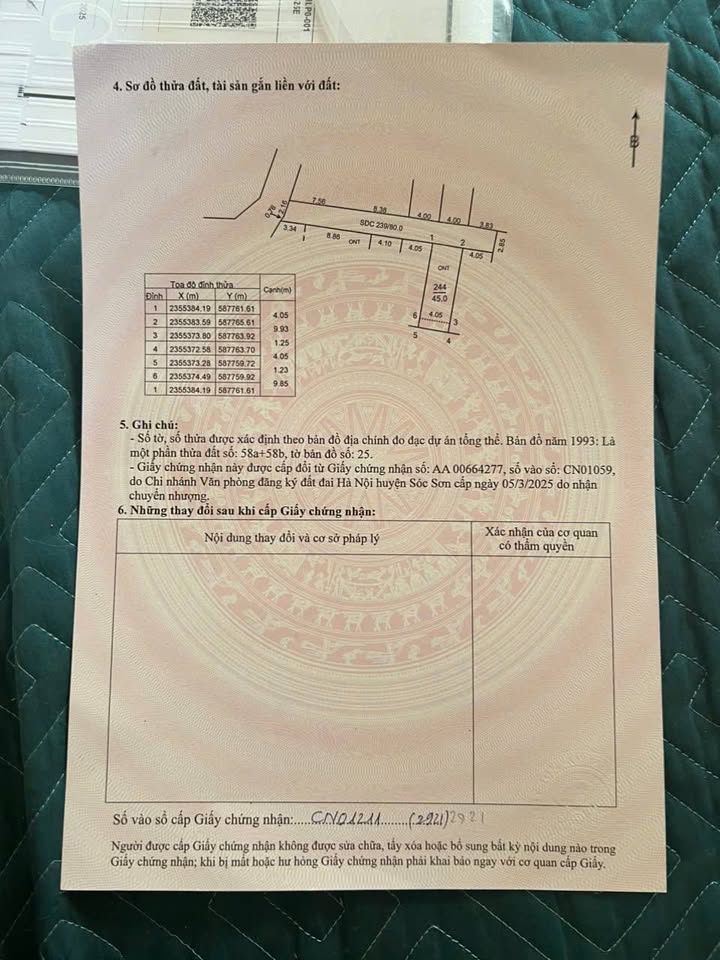 LP0-001
4. Sơ đồ thửa đất, tài sản gắn liền với đất:
B
7.56
8.38
4.00
4.00
3.83
0.76
2.16
SDC 239/80.0
2.85
3.34
8.86
ONT
4.10
4.05
1
2
4.05
ONT
244
45.0
6
4.05
3
5
4
Tọa độ đỉnh thửa
Cạnh(m)
Đỉnh X (m) Y (m)
1 2355384.19 587761.61
4.05
2 2355383.59 587765.61
9.93
3 2355373.80 587763.92
1.25
4 2355372.58 587763.70
4.05
5 2355373.28 587759.72
1.23
6 2355374.49 587759.92
9.85
1 2355384.19 587761.61
5. Ghi chú:
- Số tờ, số thửa được xác định theo bản đồ địa chính đo đạc dự án tổng thể. Bản đồ năm 1993: Là
một phần thửa đất số: 58a+58b, tờ bản đồ số: 25.
- Giấy chứng nhận này được cấp đổi từ Giấy chứng nhận số: AA 00664277, số vào sổ: CN01059,
do Chi nhánh Văn phòng đăng ký đất đai Hà Nội huyện Sóc Sơn cấp ngày 05/3/2025 do nhận
chuyển nhượng.
6. Những thay đổi sau khi cấp Giấy chứng nhận:
Nội dung thay đổi và cơ sở pháp lý
Xác nhận của cơ quan
có thẩm quyền
Số vào sổ cấp Giấy chứng nhận:....CN01211.......(2921)2921
Người được cấp Giấy chứng nhận không được sửa chữa, tẩy xóa hoặc bổ sung bất kỳ nội dung nào trong
Giấy chứng nhận; khi bị mất hoặc hư hỏng Giấy chứng nhận phải khai báo ngay với cơ quan cấp Giấy.